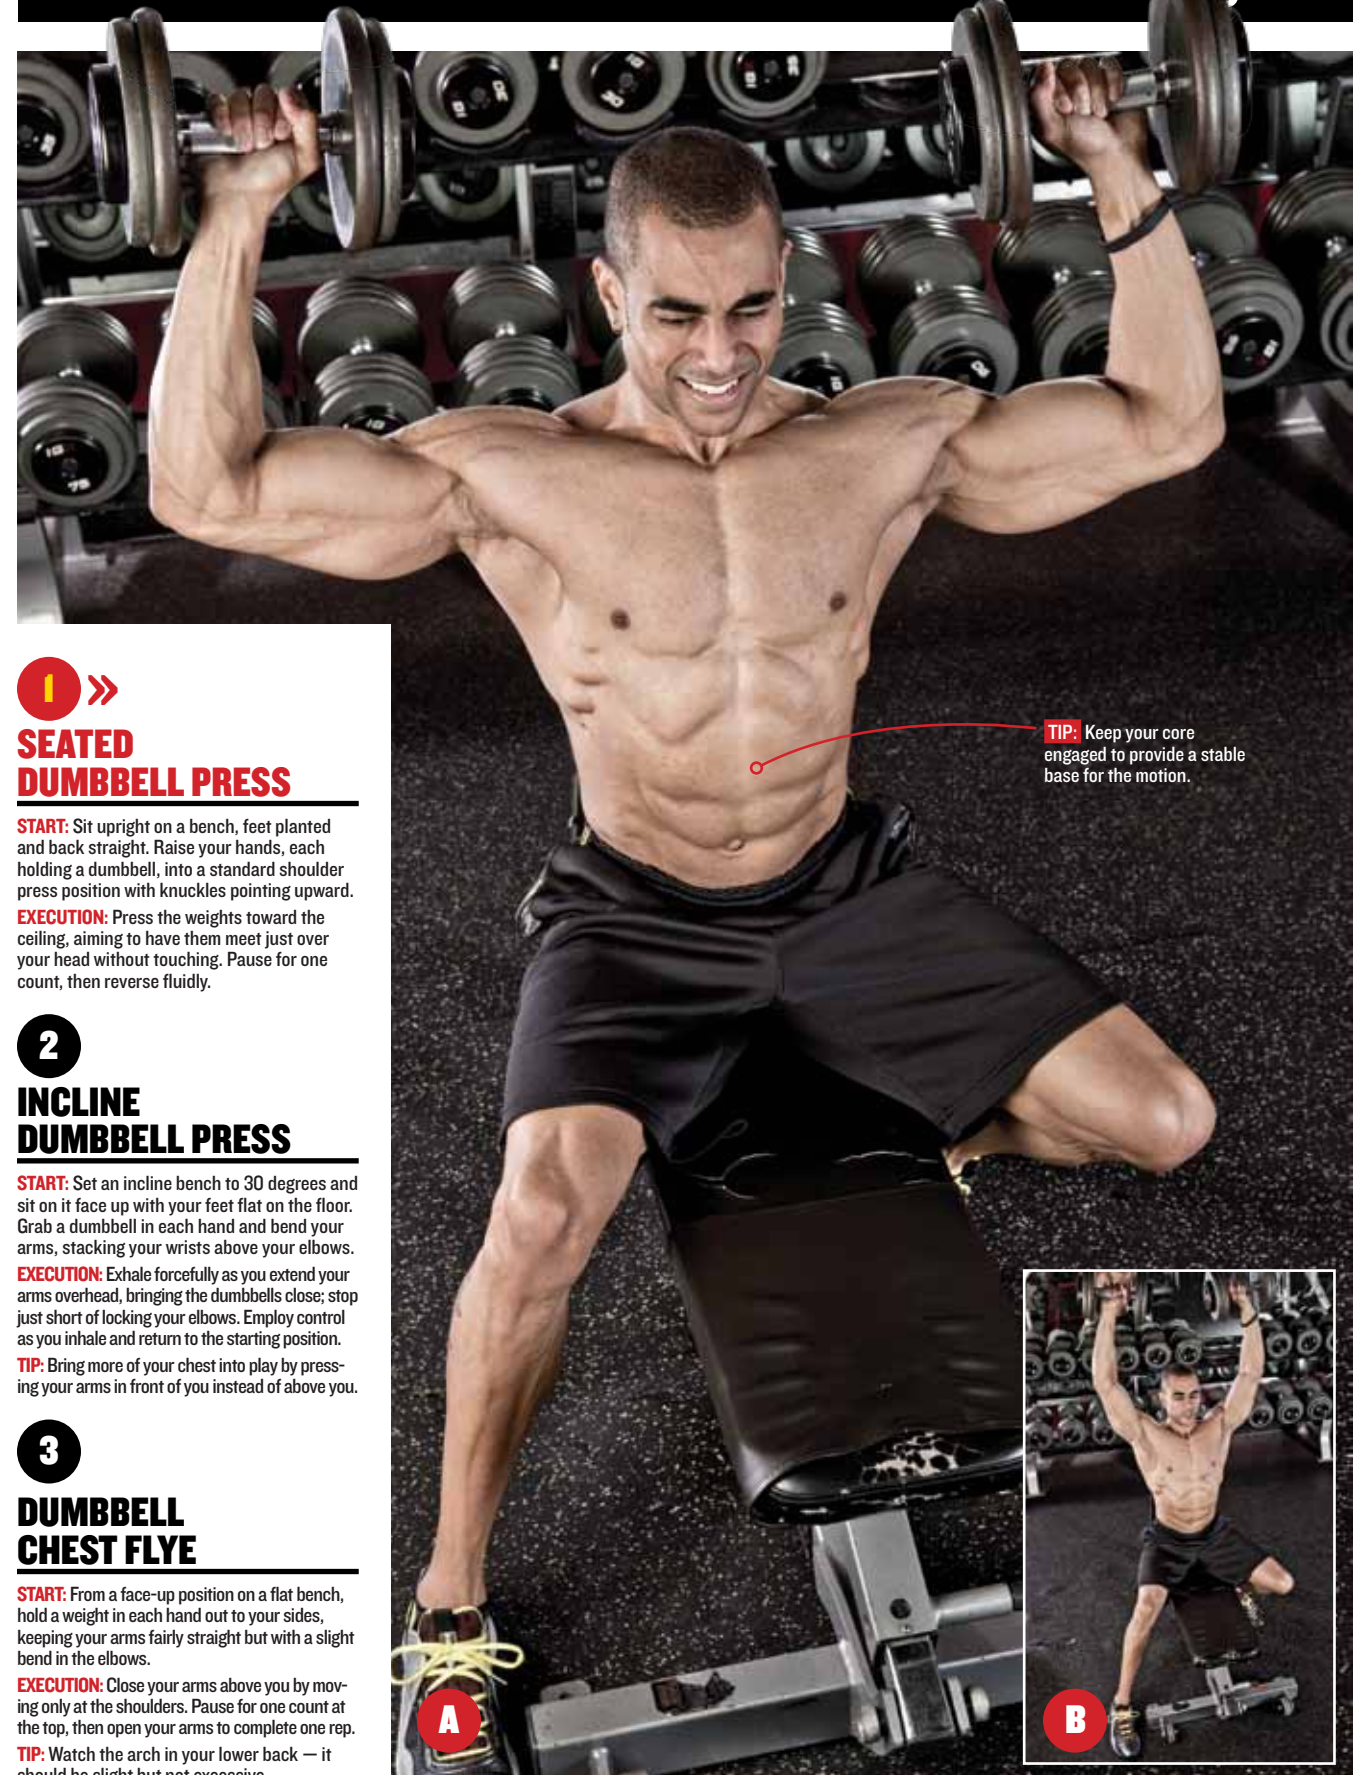 1
SEATED
DUMBBELL PRESS
START: Sit upright on a bench, feet planted
and back straight. Raise your hands, each
holding a dumbbell, into a standard shoulder
press position with knuckles pointing upward.
EXECUTION: Press the weights toward the
ceiling, aiming to have them meet just over
your head without touching. Pause for one
count, then reverse fluidly.
2
INCLINE
DUMBBELL PRESS
START: Set an incline bench to 30 degrees and
sit on it face up with your feet flat on the floor.
Grab a dumbbell in each hand and bend your
arms, stacking your wrists above your elbows.
EXECUTION: Exhale forcefully as you extend your
arms overhead, bringing the dumbbells close; stop
just short of locking your elbows. Employ control
as you inhale and return to the starting position.
TIP: Bring more of your chest into play by press-
ing your arms in front of you instead of above you.
3
DUMBBELL
CHEST FLYE
START: From a face-up position on a flat bench,
hold a weight in each hand out to your sides,
keeping your arms fairly straight but with a slight
bend in the elbows.
EXECUTION: Close your arms above you by mov-
ing only at the shoulders. Pause for one count at
the top, then open your arms to complete one rep.
TIP: Watch the arch in your lower back — it
should be slight but not excessive
TIP: Keep your core
engaged to provide a stable
base for the motion.
A
B
75